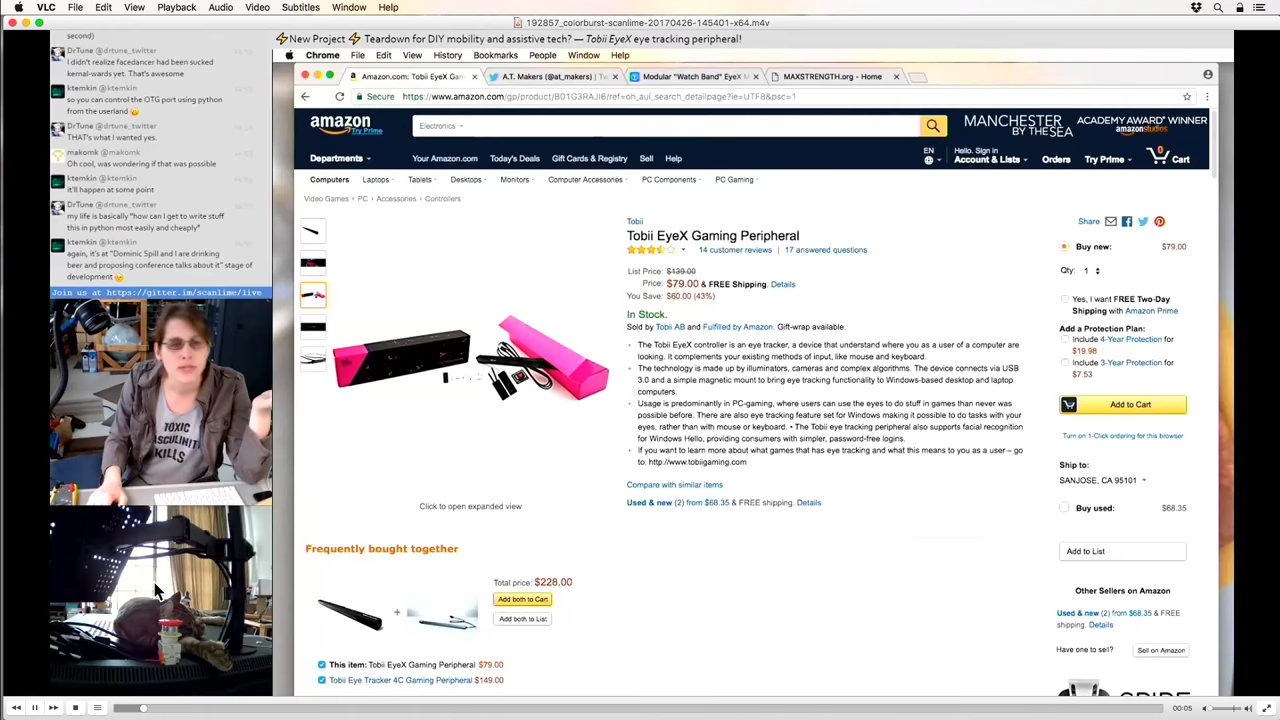 VLC File Edit View Playback Audio Video Subtitles Window Help
192857_colorburst-scanlime-20170426-145401-x64.m4v
second)
DrTune @drtune_twitter
I didn't realize facedancer had been sucked
kernal-wards yet. That's awesome
ktemkin @ktemkin
so you can control the OTG port using python
from the userland
DrTune @drtune_twitter
THAT's what I wanted yes.
makomk @makomk
Oh cool, was wondering if that was possible
ktemkin @ktemkin
it'll happen at some point
DrTune @drtune_twitter
my life is basically "how can I get to write stuff
this in python most easily and cheaply"
ktemkin @ktemkin
again, it's at "Dominic Spill and I are drinking
beer and proposing conference talks about it" stage of
development
Join us at https://gitter.im/scanlime/live
TOXIC
MASCULINITY
KILLS
⚡New Project ⚡ Teardown for DIY mobility and assistive tech? — Tobii EyeX eye tracking peripheral!
Chrome File Edit View History Bookmarks People Window Help
Amazon.com: Tobii EyeX Gam
A.T. Makers (@at_makers) | Tw
Modular "Watch Band" EyeX M
MAXSTRENGTH.org - Home
Secure https://www.amazon.com/gp/product/B01G3RAJI6/ref=oh_aui_search_detailpage?ie=UTF8&psc=1
amazon
Try Prime
Electronics
MANCHESTER
BY THE SEA
ACADEMY AWARD® WINNER
amazonstudios
Departments
Your Amazon.com Today's Deals Gift Cards & Registry Sell Help
EN
Hello. Sign in
Account & Lists
Orders
Try Prime
0
Cart
Computers Laptops Tablets Desktops Monitors Computer Accessories PC Components PC Gaming
Video Games › PC › Accessories › Controllers
Click to open expanded view
Tobii
Tobii EyeX Gaming Peripheral
14 customer reviews | 17 answered questions
List Price: $139.00
Price: $79.00 & FREE Shipping. Details
You Save: $60.00 (43%)
In Stock.
Sold by Tobii AB and Fulfilled by Amazon. Gift-wrap available.
• The Tobii EyeX controller is an eye tracker, a device that understand where you as a user of a computer are
looking. It complements your existing methods of input, like mouse and keyboard.
• The technology is made up by illuminators, cameras and complex algorithms. The device connects via USB
3.0 and a simple magnetic mount to bring eye tracking functionality to Windows-based desktop and laptop
computers.
• Usage is predominantly in PC-gaming, where users can use the eyes to do stuff in games than never was
possible before. There are also eye tracking feature set for Windows making it possible to do tasks with your
eyes, rather than with mouse or keyboard. • The Tobii eye tracking peripheral also supports facial recognition
for Windows Hello, providing consumers with simpler, password-free logins.
• If you want to learn more about what games that has eye tracking and what this means to you as a user – go
to: http://www.tobiigaming.com
Compare with similar items
Used & new (2) from $68.35 & FREE shipping. Details
Share
Buy new: $79.00
Qty: 1
Yes, I want FREE Two-Day
Shipping with Amazon Prime
Add a Protection Plan:
Include 4-Year Protection for
$19.98
Include 3-Year Protection for
$7.53
Add to Cart
Turn on 1-Click ordering for this browser
Ship to:
SANJOSE, CA 95101
Buy used: $68.35
Add to List
Other Sellers on Amazon
Used & new (2) from $68.35 & FREE
shipping. Details
Have one to sell?
Sell on Amazon
Frequently bought together
+
Total price: $228.00
Add both to Cart
Add both to List
This item: Tobii EyeX Gaming Peripheral $79.00
Tobii Eye Tracker 4C Gaming Peripheral $149.00
00:05